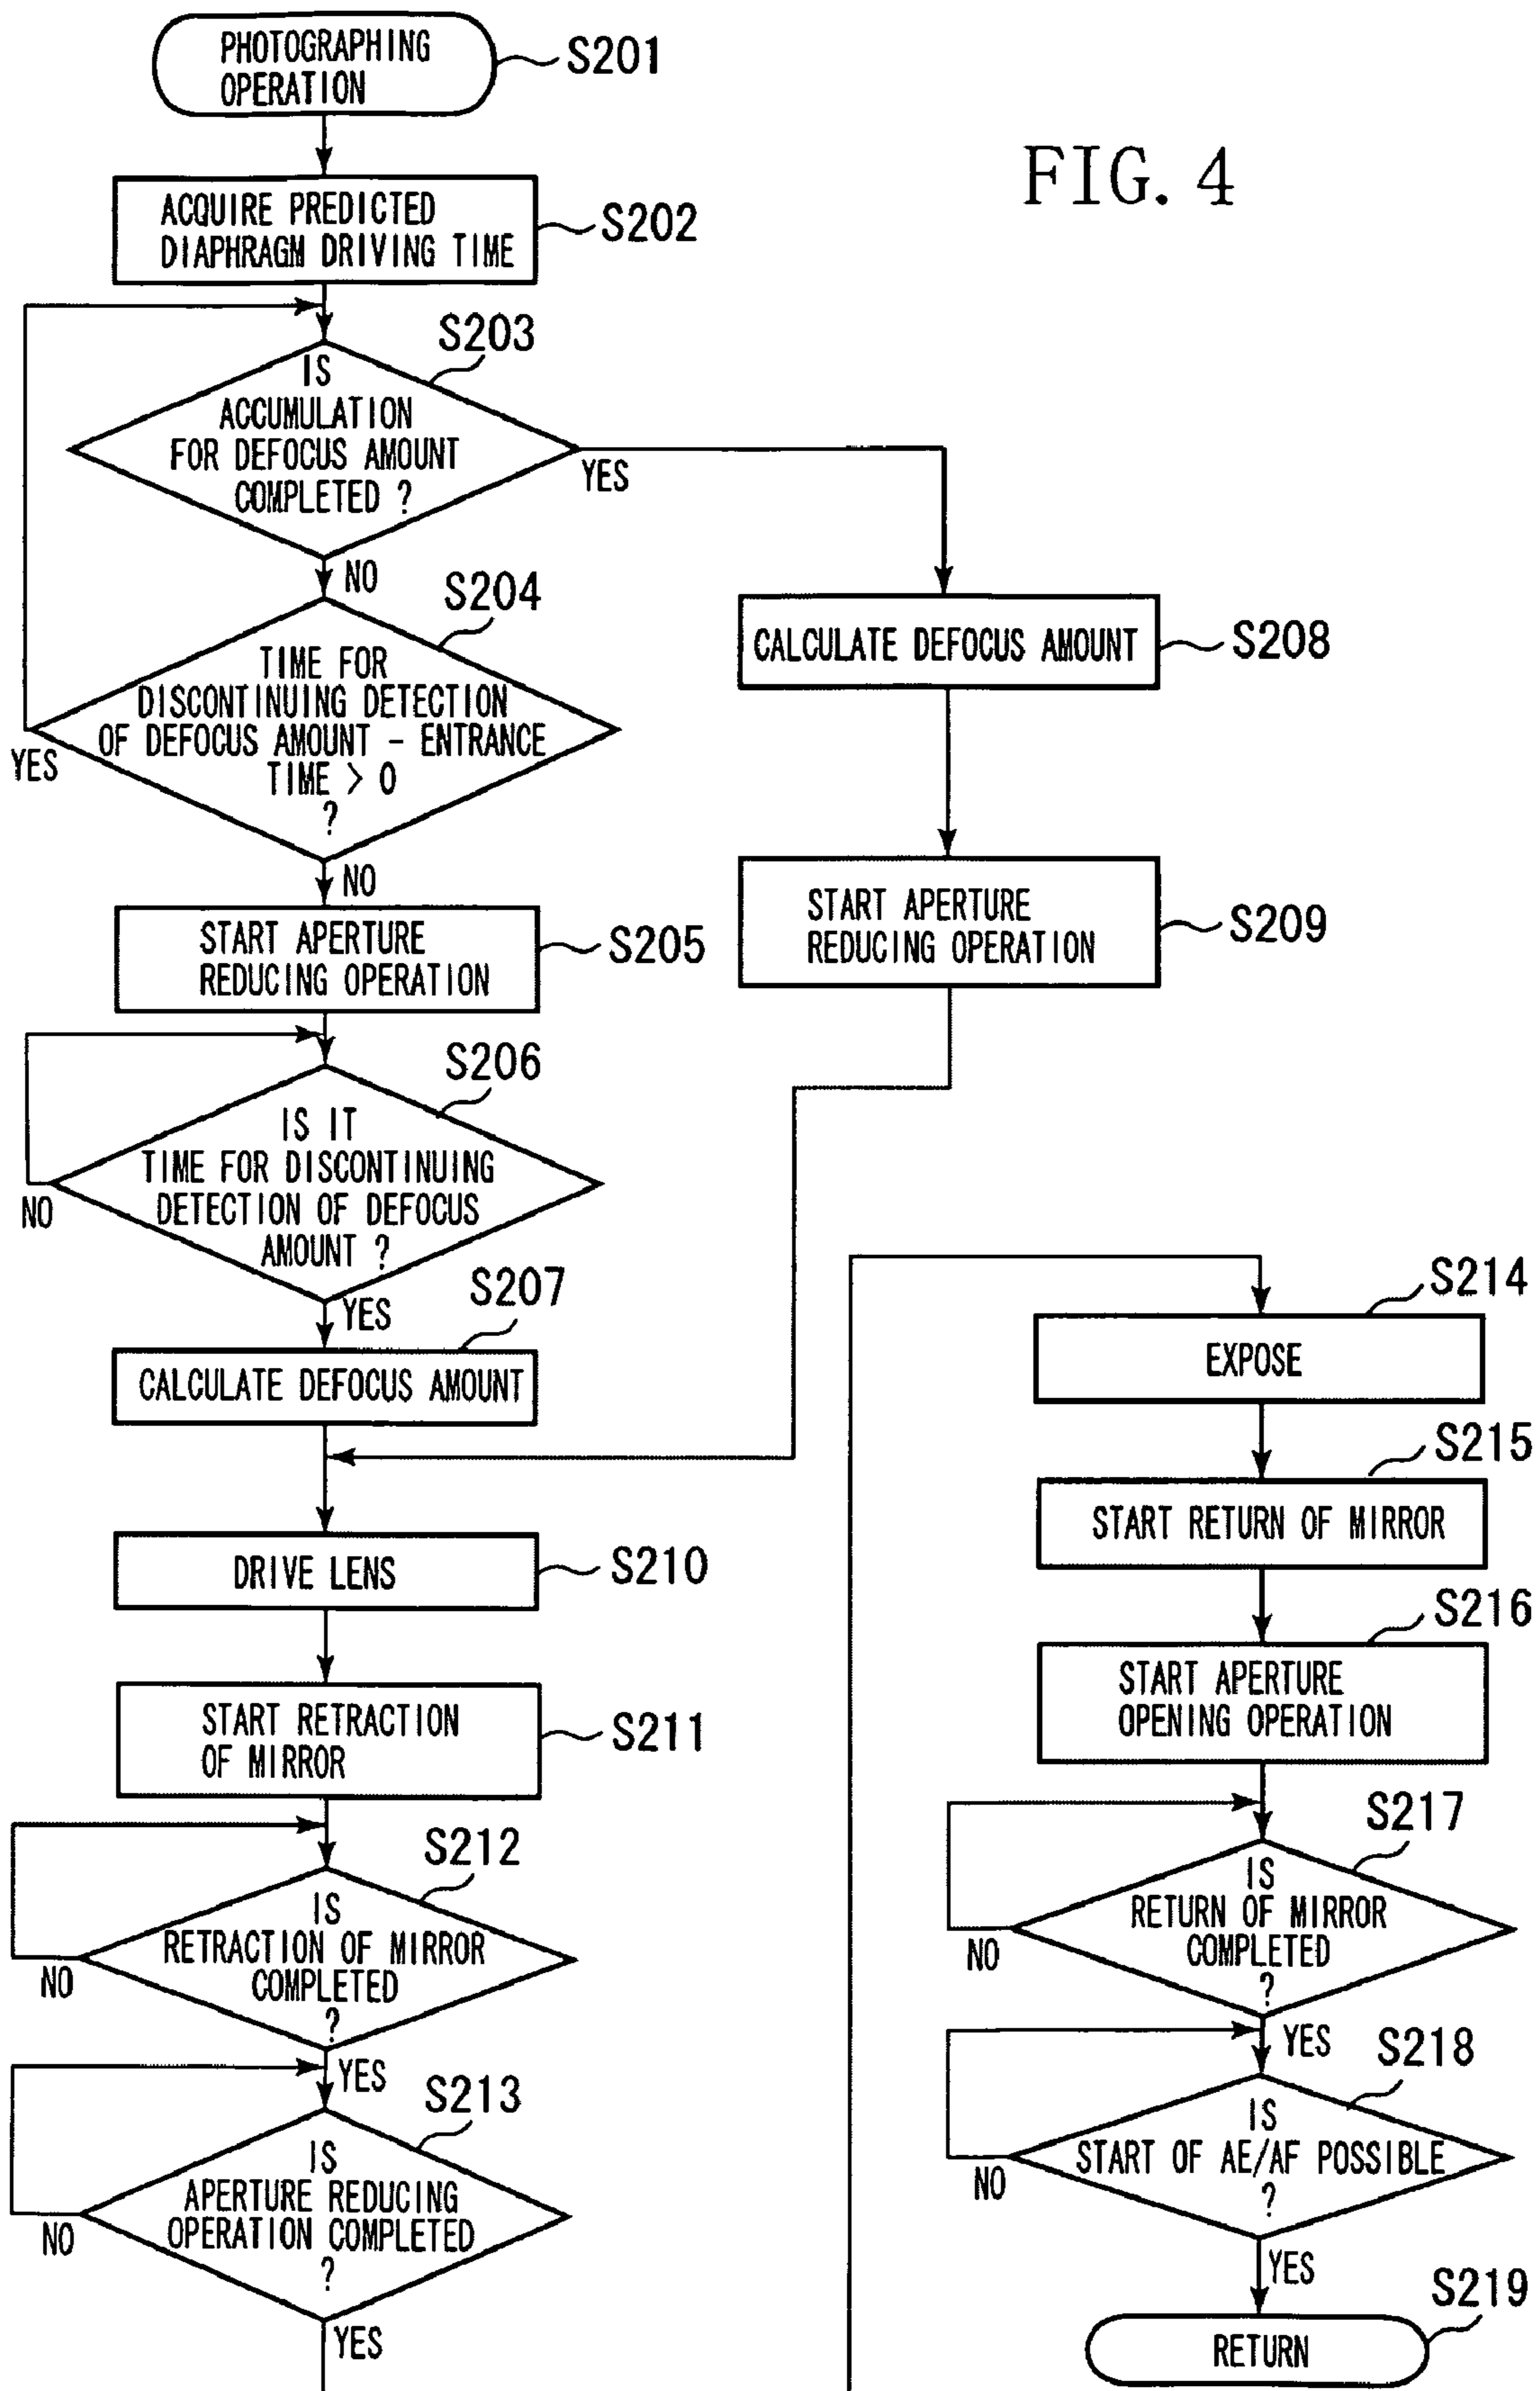 PHOTOGRAPHING
OPERATION
S201
FIG. 4
ACQUIRE PREDICTED
DIAPHRAGM DRIVING TIME
S202
S203
IS
ACCUMULATION
FOR DEFOCUS AMOUNT
COMPLETED ?
YES
NO
S204
TIME FOR
DISCONTINUING DETECTION
OF DEFOCUS AMOUNT - ENTRANCE
TIME > 0
?
YES
NO
START APERTURE
REDUCING OPERATION
S205
S206
IS IT
TIME FOR DISCONTINUING
DETECTION OF DEFOCUS
AMOUNT ?
NO
YES
S207
CALCULATE DEFOCUS AMOUNT
CALCULATE DEFOCUS AMOUNT
S208
START APERTURE
REDUCING OPERATION
S209
DRIVE LENS
S210
START RETRACTION
OF MIRROR
S211
S212
IS
RETRACTION OF MIRROR
COMPLETED
?
NO
YES
S213
IS
APERTURE REDUCING
OPERATION COMPLETED
?
NO
YES
S214
EXPOSE
S215
START RETURN OF MIRROR
S216
START APERTURE
OPENING OPERATION
S217
IS
RETURN OF MIRROR
COMPLETED
?
NO
YES
S218
IS
START OF AE/AF POSSIBLE
?
NO
YES
S219
RETURN